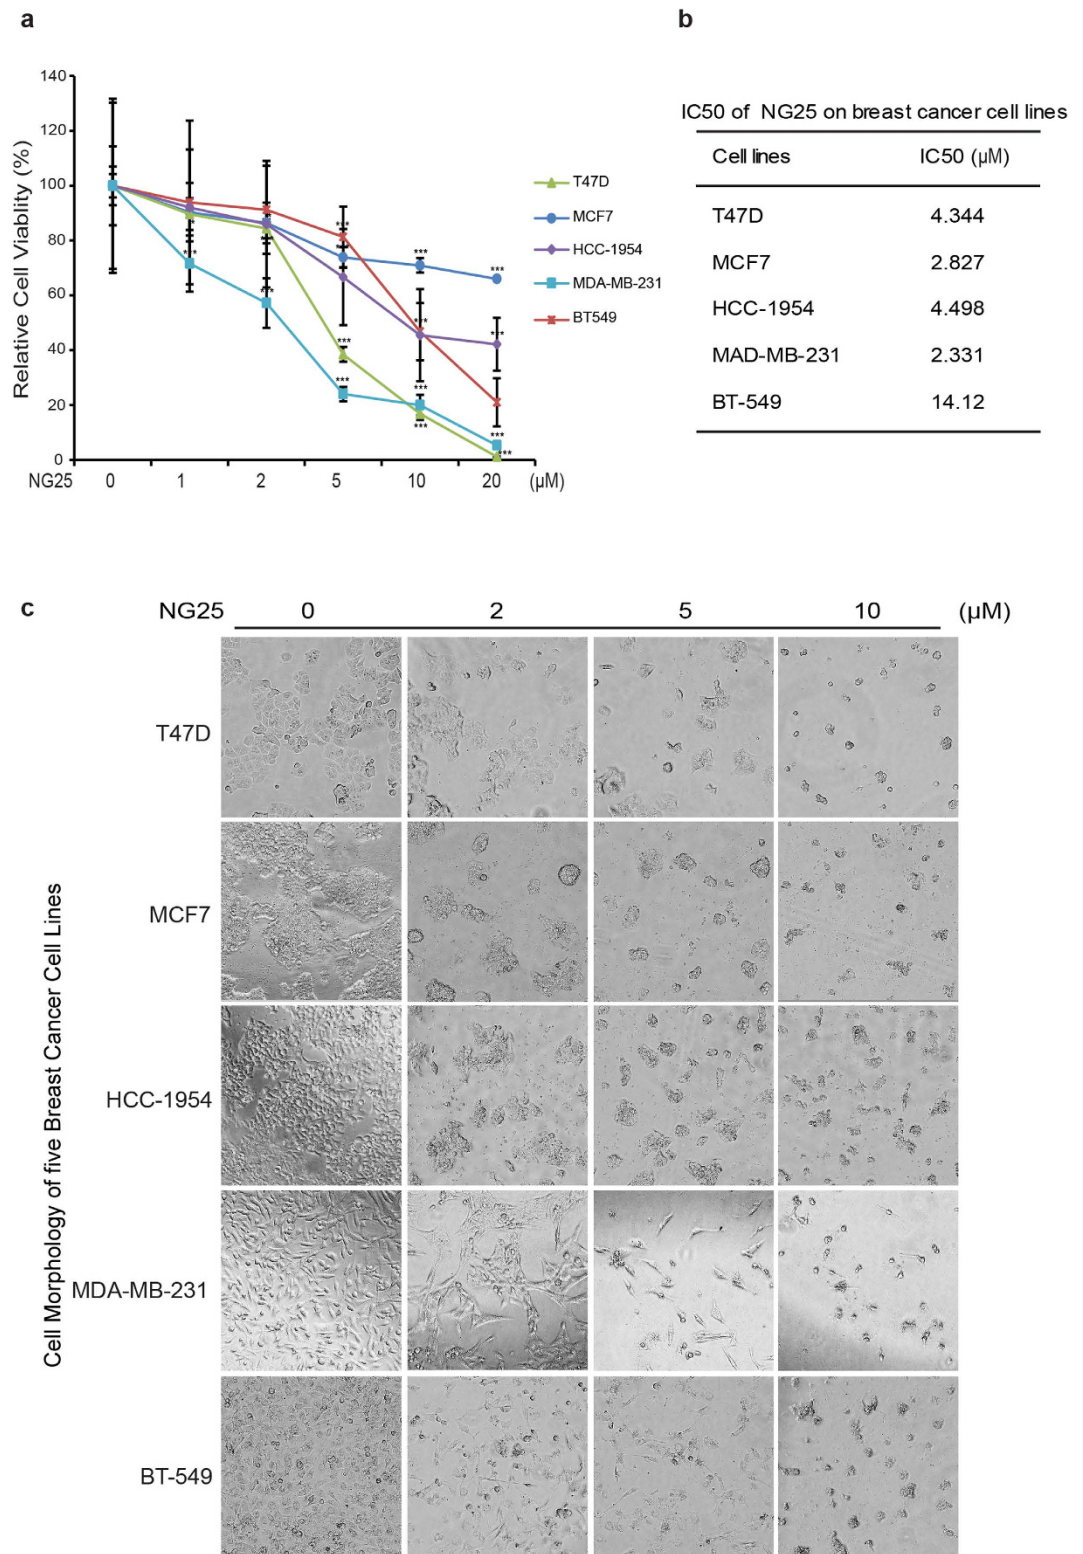 a
140
120
100
80
60
40
20
0
Relative Cell Viablity (%)
NG25 0 1 2 5 10 20 (µM)
T47D
MCF7
HCC-1954
MDA-MB-231
BT549
b
IC50 of NG25 on breast cancer cell lines
Cell lines IC50 (µM)
T47D 4.344
MCF7 2.827
HCC-1954 4.498
MAD-MB-231 2.331
BT-549 14.12
c
NG25 0 2 5 10 (µM)
Cell Morphology of five Breast Cancer Cell Lines
T47D
MCF7
HCC-1954
MDA-MB-231
BT-549